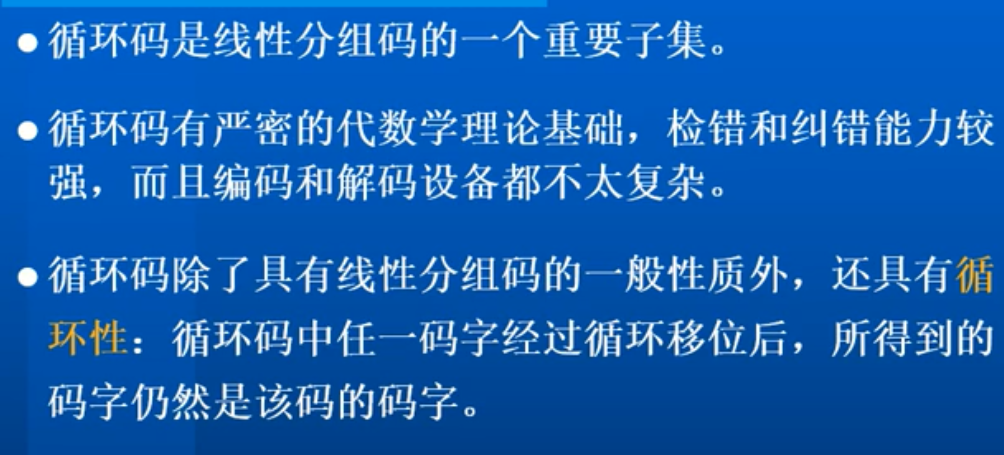 ●循环码是线性分组码的一个重要子集。
●循环码有严密的代数学理论基础，检错和纠错能力较
强，而且编码和解码设备都不太复杂。
●循环码除了具有线性分组码的一般性质外，还具有循
环性：循环码中任一码字经过循环移位后，所得到的
码字仍然是该码的码字。